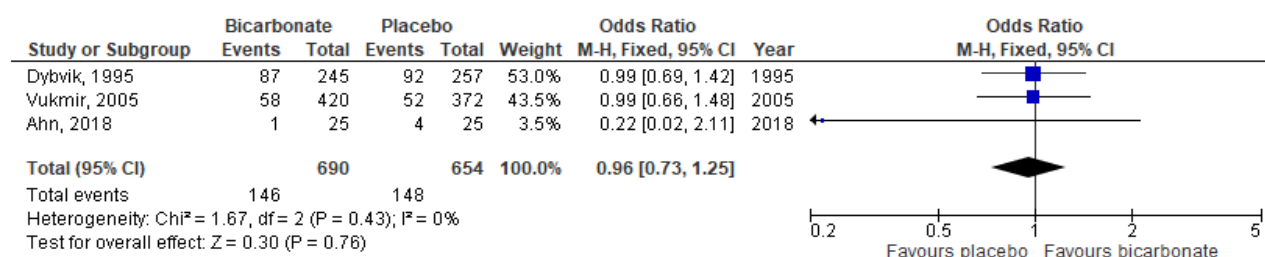 Bicarbonate Placebo Odds Ratio Odds Ratio
Study or Subgroup Events Total Events Total Weight M-H, Fixed, 95% CI Year M-H, Fixed, 95% CI
Dybvik, 1995 87 245 92 257 53.0% 0.99 [0.69, 1.42] 1995
Vukmir, 2005 58 420 52 372 43.5% 0.99 [0.66, 1.48] 2005
Ahn, 2018 1 25 4 25 3.5% 0.22 [0.02, 2.11] 2018
Total (95% CI) 690 654 100.0% 0.96 [0.73, 1.25]
Total events 146 148
Heterogeneity: Chi² = 1.67, df = 2 (P = 0.43); I² = 0%
Test for overall effect: Z = 0.30 (P = 0.76)
0.2 0.5 1 2 5
Favours placebo Favours bicarbonate